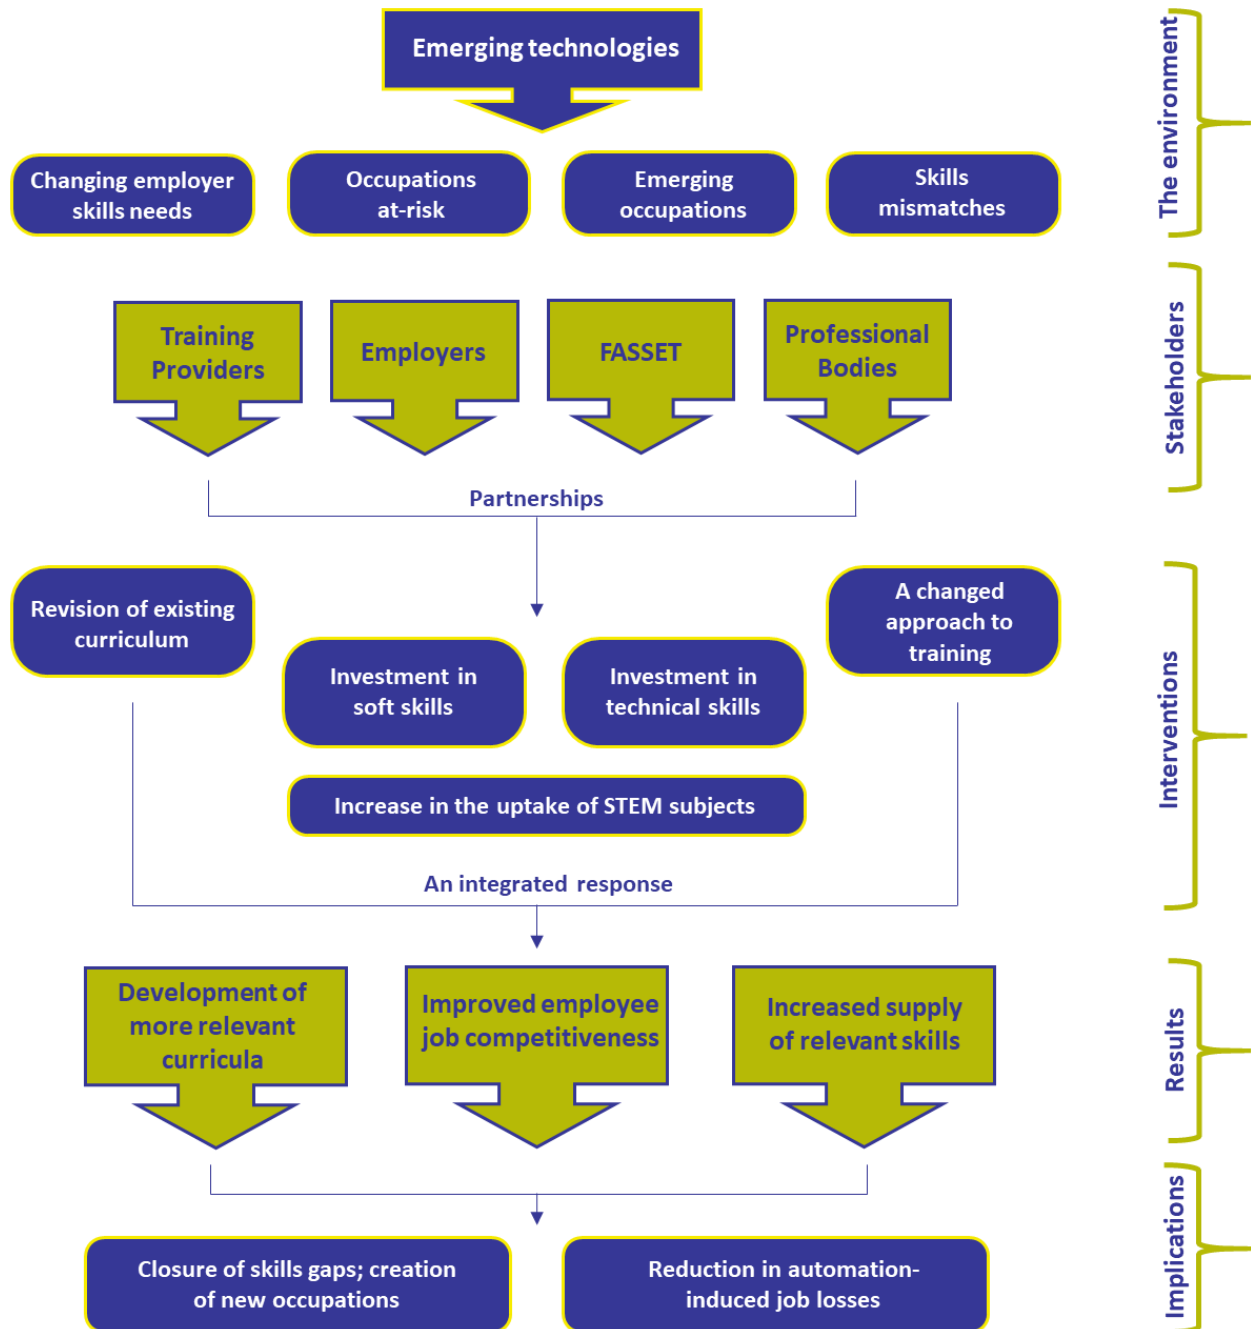 Emerging technologies
The environment
Changing employer
skills needs
Occupations
at-risk
Emerging
occupations
Skills
mismatches
Stakeholders
Training
Providers
Employers
FASSET
Professional
Bodies
Partnerships
Interventions
Revision of existing
curriculum
Investment in
soft skills
Investment in
technical skills
A changed
approach to
training
Increase in the uptake of STEM subjects
An integrated response
Results
Development of
more relevant
curricula
Improved employee
job competitiveness
Increased supply
of relevant skills
Implications
Closure of skills gaps; creation
of new occupations
Reduction in automation-
induced job losses